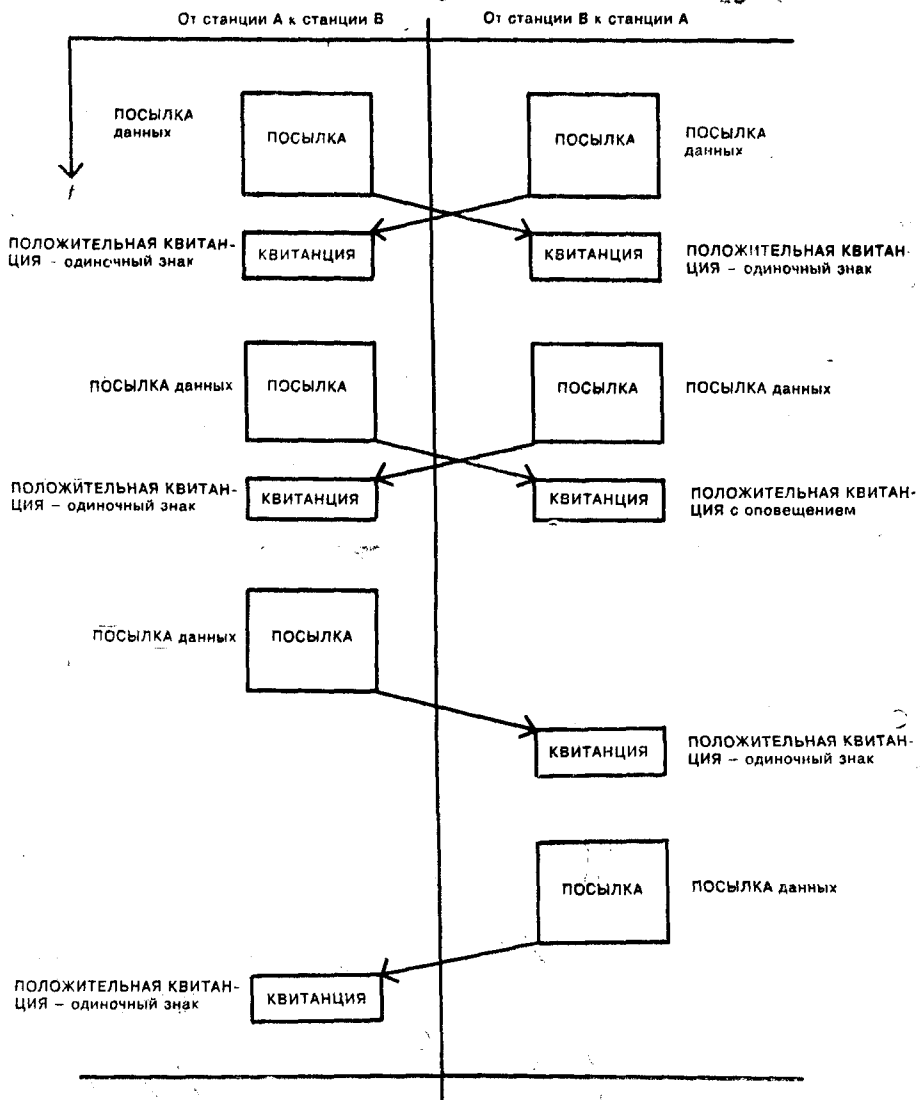 От станции А к станции В
От станции В к станции А
ПОСЫЛКА
данных
ПОСЫЛКА
ПОСЫЛКА
ПОСЫЛКА
данных
t
ПОЛОЖИТЕЛЬНАЯ КВИТАН-
ЦИЯ – одиночный знак
КВИТАНЦИЯ
КВИТАНЦИЯ
ПОЛОЖИТЕЛЬНАЯ КВИТАН-
ЦИЯ – одиночный знак
ПОСЫЛКА данных
ПОСЫЛКА
ПОСЫЛКА
ПОСЫЛКА данных
ПОЛОЖИТЕЛЬНАЯ КВИТАН-
ЦИЯ – одиночный знак
КВИТАНЦИЯ
КВИТАНЦИЯ
ПОЛОЖИТЕЛЬНАЯ КВИТАН-
ЦИЯ с оповещением
ПОСЫЛКА данных
ПОСЫЛКА
КВИТАНЦИЯ
ПОЛОЖИТЕЛЬНАЯ КВИТАН-
ЦИЯ – одиночный знак
ПОСЫЛКА
ПОСЫЛКА данных
ПОЛОЖИТЕЛЬНАЯ КВИТАН-
ЦИЯ – одиночный знак
КВИТАНЦИЯ